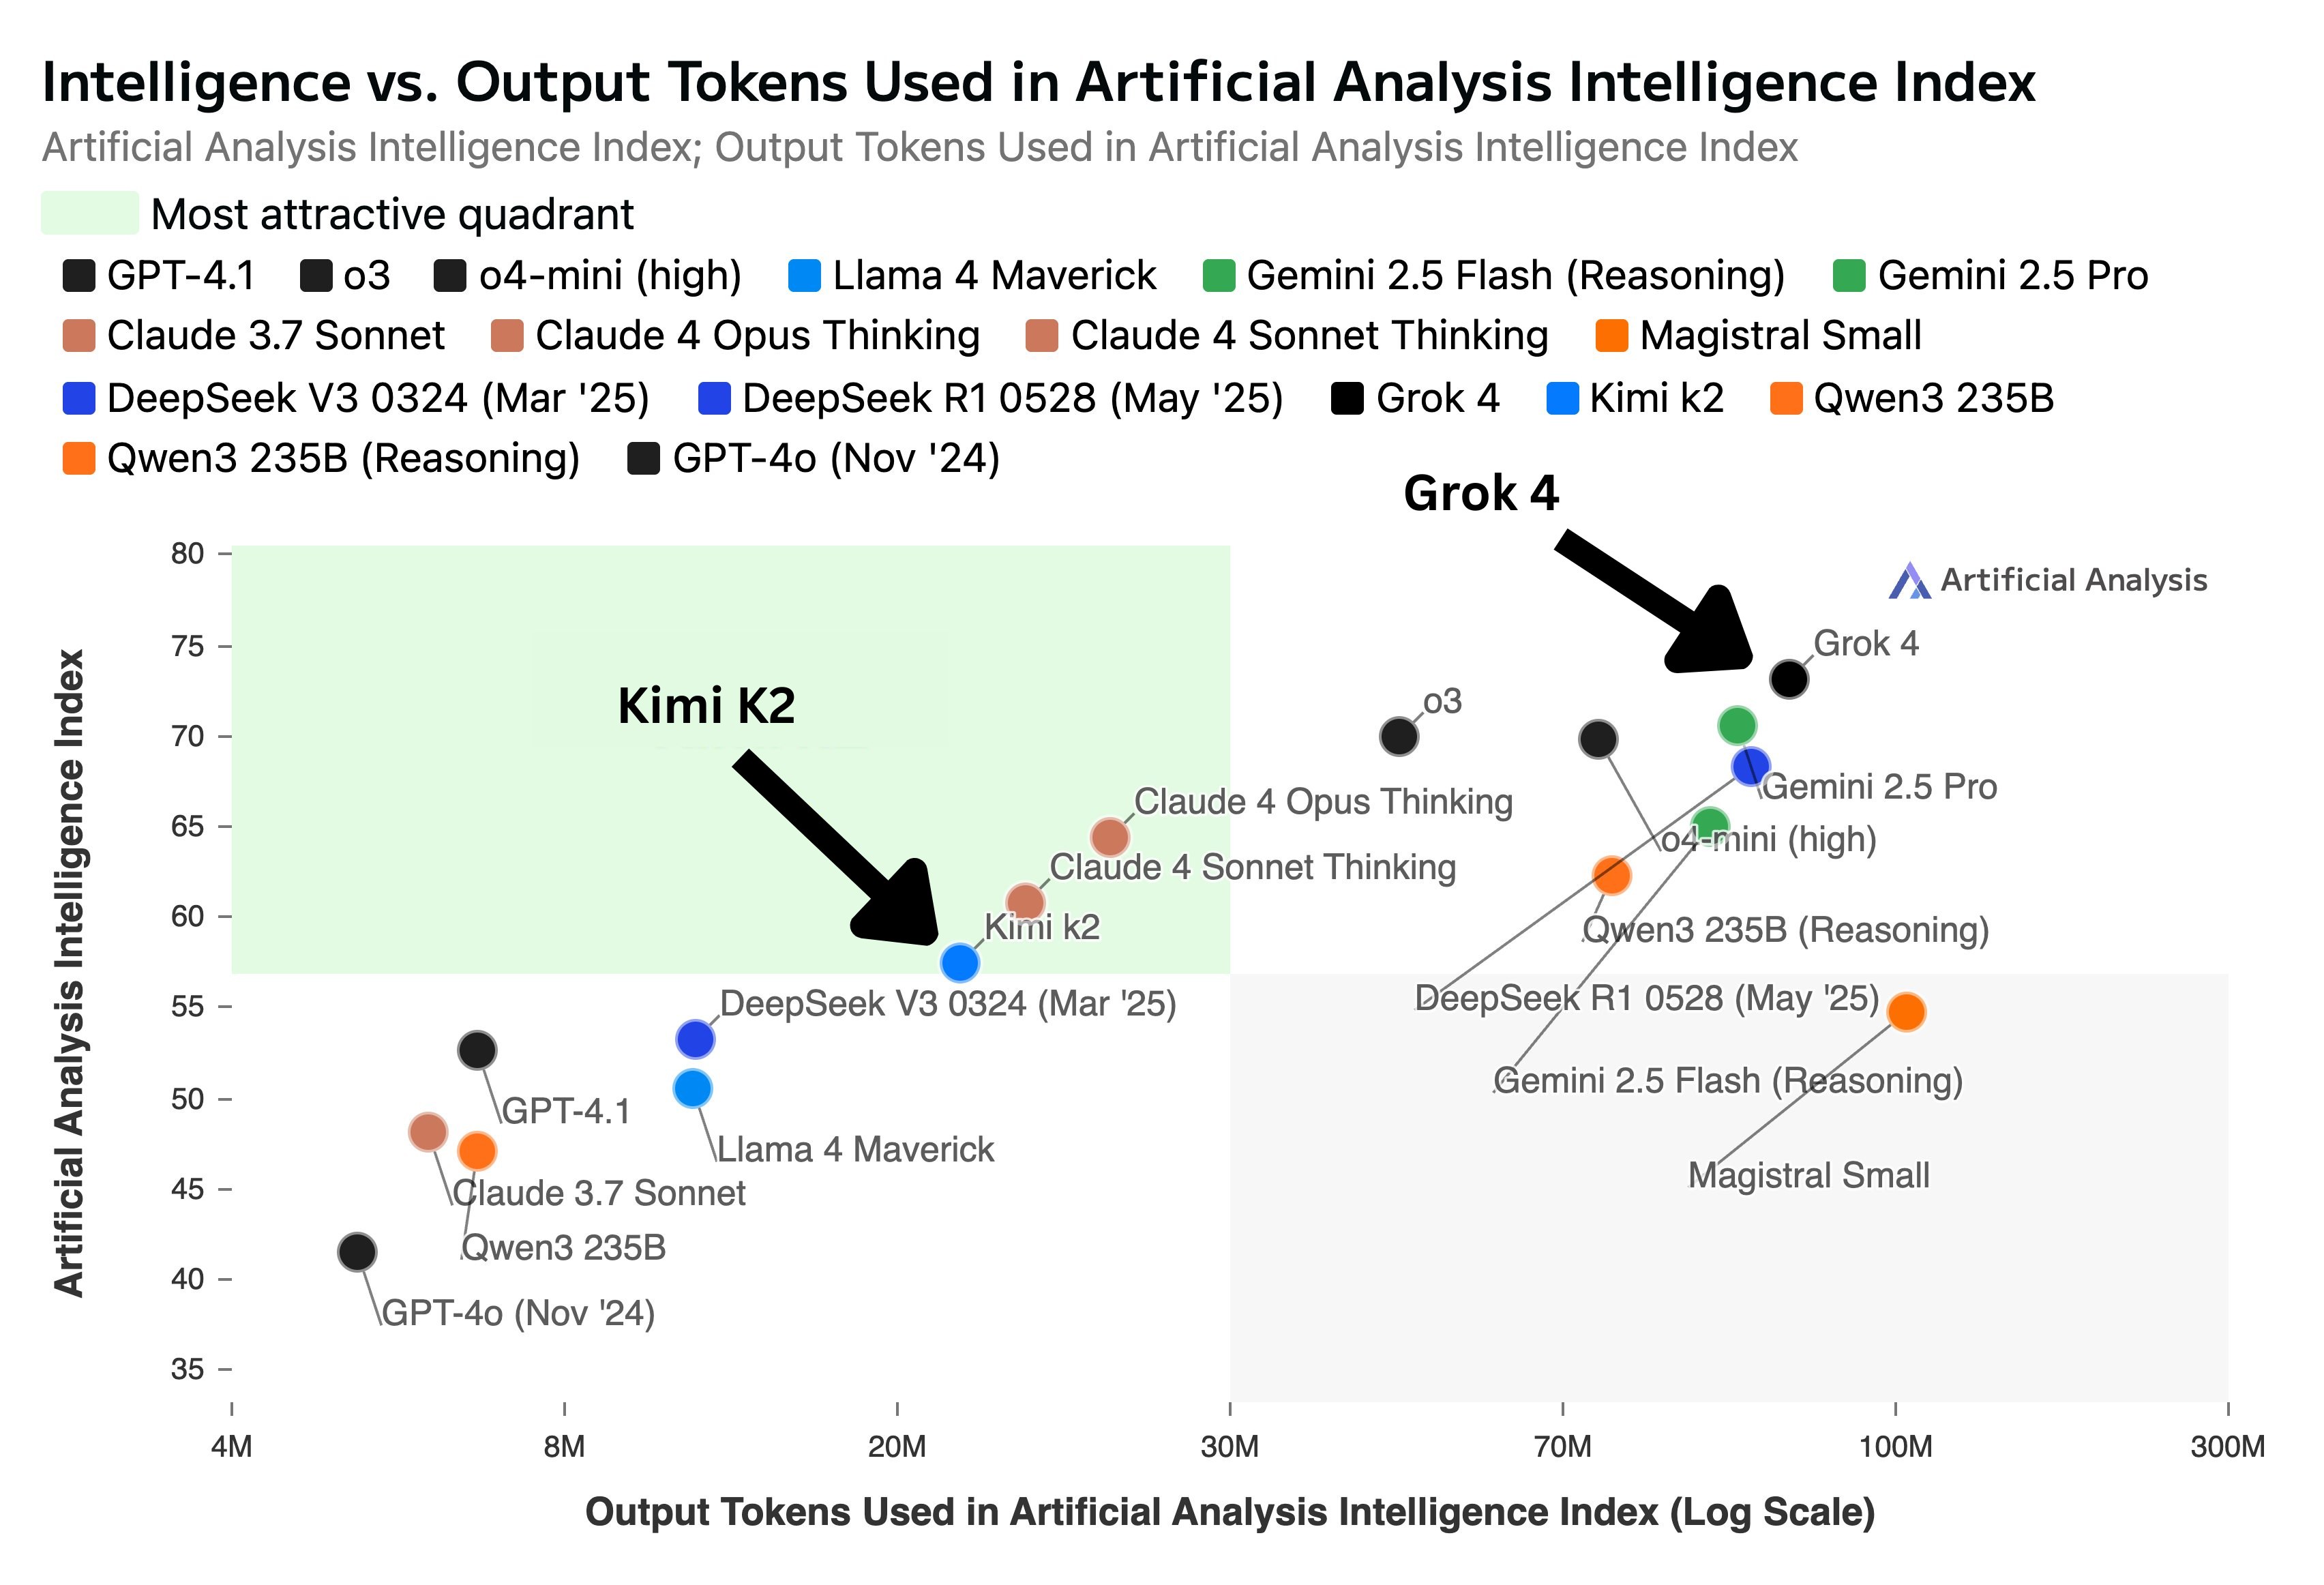 Intelligence vs. Output Tokens Used in Artificial Analysis Intelligence Index
Artificial Analysis Intelligence Index; Output Tokens Used in Artificial Analysis Intelligence Index
Most attractive quadrant
GPT-4.1 o3 o4-mini (high) Llama 4 Maverick Gemini 2.5 Flash (Reasoning) Gemini 2.5 Pro
Claude 3.7 Sonnet Claude 4 Opus Thinking Claude 4 Sonnet Thinking Magistral Small
DeepSeek V3 0324 (Mar '25) DeepSeek R1 0528 (May '25) Grok 4 Kimi k2 Qwen3 235B
Qwen3 235B (Reasoning) GPT-4o (Nov '24)
Grok 4
Artificial Analysis
Grok 4
Kimi K2
o3
Gemini 2.5 Pro
Claude 4 Opus Thinking
o4-mini (high)
Claude 4 Sonnet Thinking
Kimi k2
Qwen3 235B (Reasoning)
DeepSeek V3 0324 (Mar '25)
DeepSeek R1 0528 (May '25)
Gemini 2.5 Flash (Reasoning)
GPT-4.1
Llama 4 Maverick
Magistral Small
Claude 3.7 Sonnet
Qwen3 235B
GPT-4o (Nov '24)
80
75
70
65
60
55
50
45
40
35
Artificial Analysis Intelligence Index
4M 8M 20M 30M 70M 100M 300M
Output Tokens Used in Artificial Analysis Intelligence Index (Log Scale)